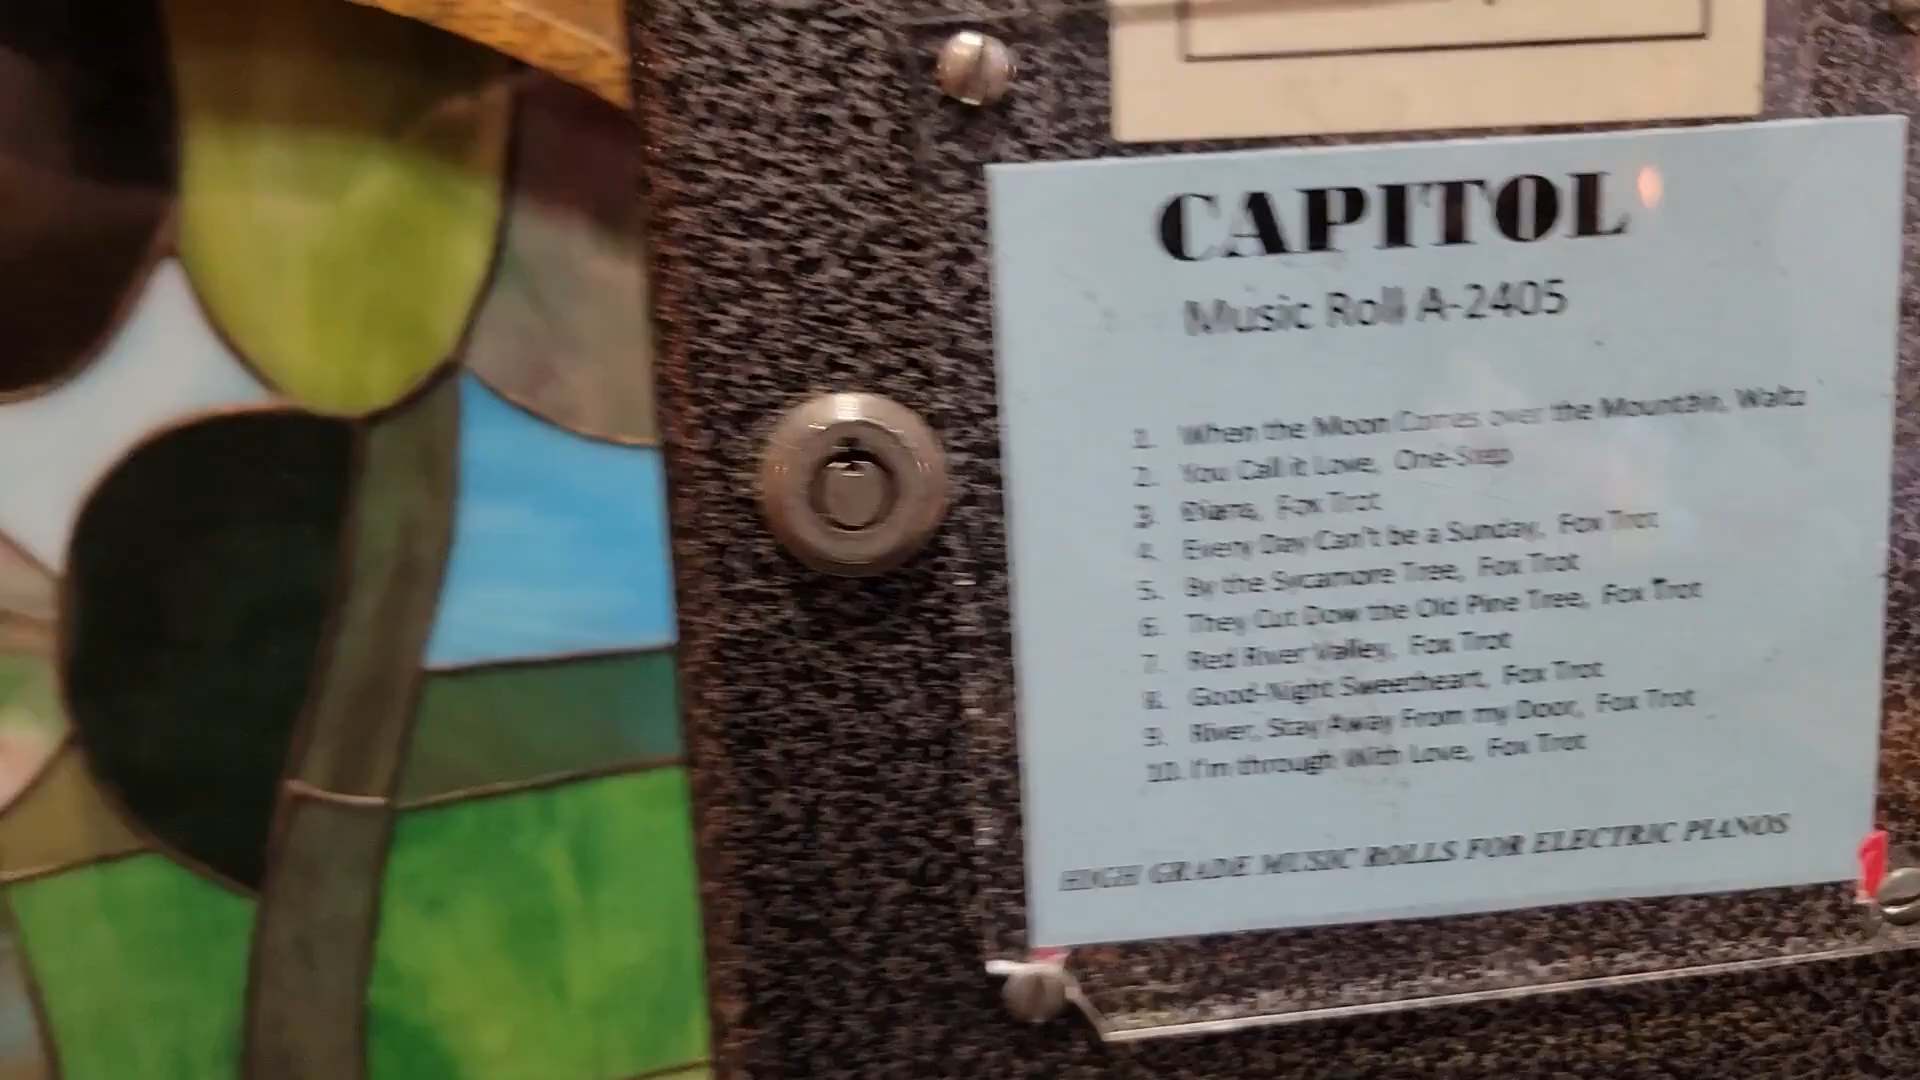 CAPITOL
Music Roll A-2405
1. When the Moon Comes over the Mountain, Waltz
2. You Call it Love, One-Step
3. Diane, Fox Trot
4. Every Day Can't be a Sunday, Fox Trot
5. By the Sycamore Tree, Fox Trot
6. They Cut Dow the Old Pine Tree, Fox Trot
7. Red River Valley, Fox Trot
8. Good-Night Sweetheart, Fox Trot
9. River, Stay Away From my Door, Fox Trot
10. I'm through With Love, Fox Trot
HIGH GRADE MUSIC ROLLS FOR ELECTRIC PIANOS